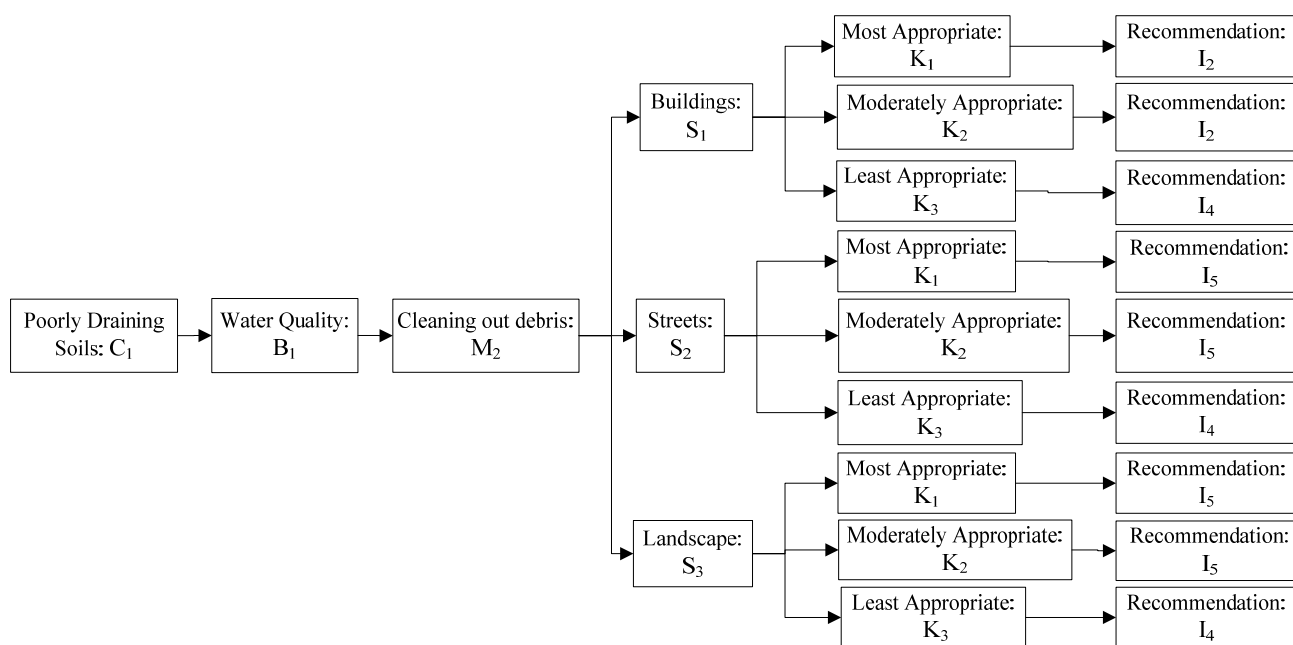 Most Appropriate:
K₁
Recommendation:
I₂
Buildings:
S₁
Moderately Appropriate:
K₂
Recommendation:
I₂
Least Appropriate:
K₃
Recommendation:
I₄
Poorly Draining
Soils: C₁
Water Quality:
B₁
Cleaning out debris:
M₂
Streets:
S₂
Most Appropriate:
K₁
Recommendation:
I₅
Moderately Appropriate:
K₂
Recommendation:
I₅
Least Appropriate:
K₃
Recommendation:
I₄
Landscape:
S₃
Most Appropriate:
K₁
Recommendation:
I₅
Moderately Appropriate:
K₂
Recommendation:
I₅
Least Appropriate:
K₃
Recommendation:
I₄